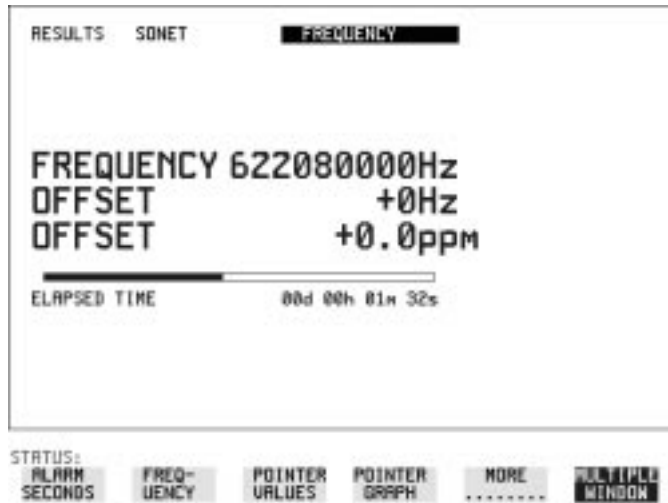 RESULTS SONET FREQUENCY
FREQUENCY 622080000Hz
OFFSET +0Hz
OFFSET +0.0ppm
ELAPSED TIME 00d 00h 01m 32s
STATUS:
ALARM SECONDS
FREQ-UENCY
POINTER VALUES
POINTER GRAPH
MORE ........
MULTIPLE WINDOW